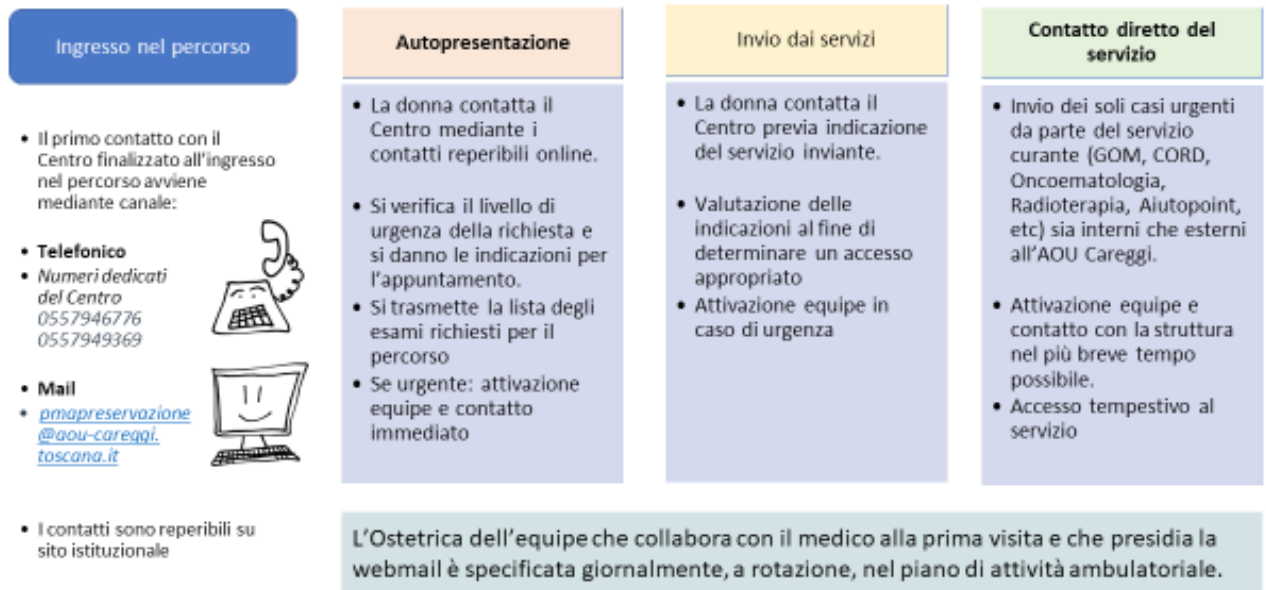 Ingresso nel percorso
• Il primo contatto con il
Centro finalizzato all'ingresso
nel percorso avviene
mediante canale:
• Telefonico
• Numeri dedicati
del Centro
0557946776
0557949369
• Mail
• pmapreservazione
@aou-careggi.
toscana.it
• I contatti sono reperibili su
sito istituzionale
Autopresentazione
• La donna contatta il
Centro mediante i
contatti reperibili online.
• Si verifica il livello di
urgenza della richiesta e
si danno le indicazioni per
l'appuntamento.
• Si trasmette la lista degli
esami richiesti per il
percorso
• Se urgente: attivazione
equipe e contatto
immediato
Invio dai servizi
• La donna contatta il
Centro previa indicazione
del servizio inviante.
• Valutazione delle
indicazioni al fine di
determinare un accesso
appropriato
• Attivazione equipe in
caso di urgenza
Contatto diretto del
servizio
• Invio dei soli casi urgenti
da parte del servizio
curante (GOM, CORD,
Oncoematologia,
Radioterapia, Aiutopoint,
etc) sia interni che esterni
all'AOU Careggi.
• Attivazione equipe e
contatto con la struttura
nel più breve tempo
possibile.
• Accesso tempestivo al
servizio
L'Ostetrica dell'equipe che collabora con il medico alla prima visita e che presidia la
webmail è specificata giornalmente, a rotazione, nel piano di attività ambulatoriale.